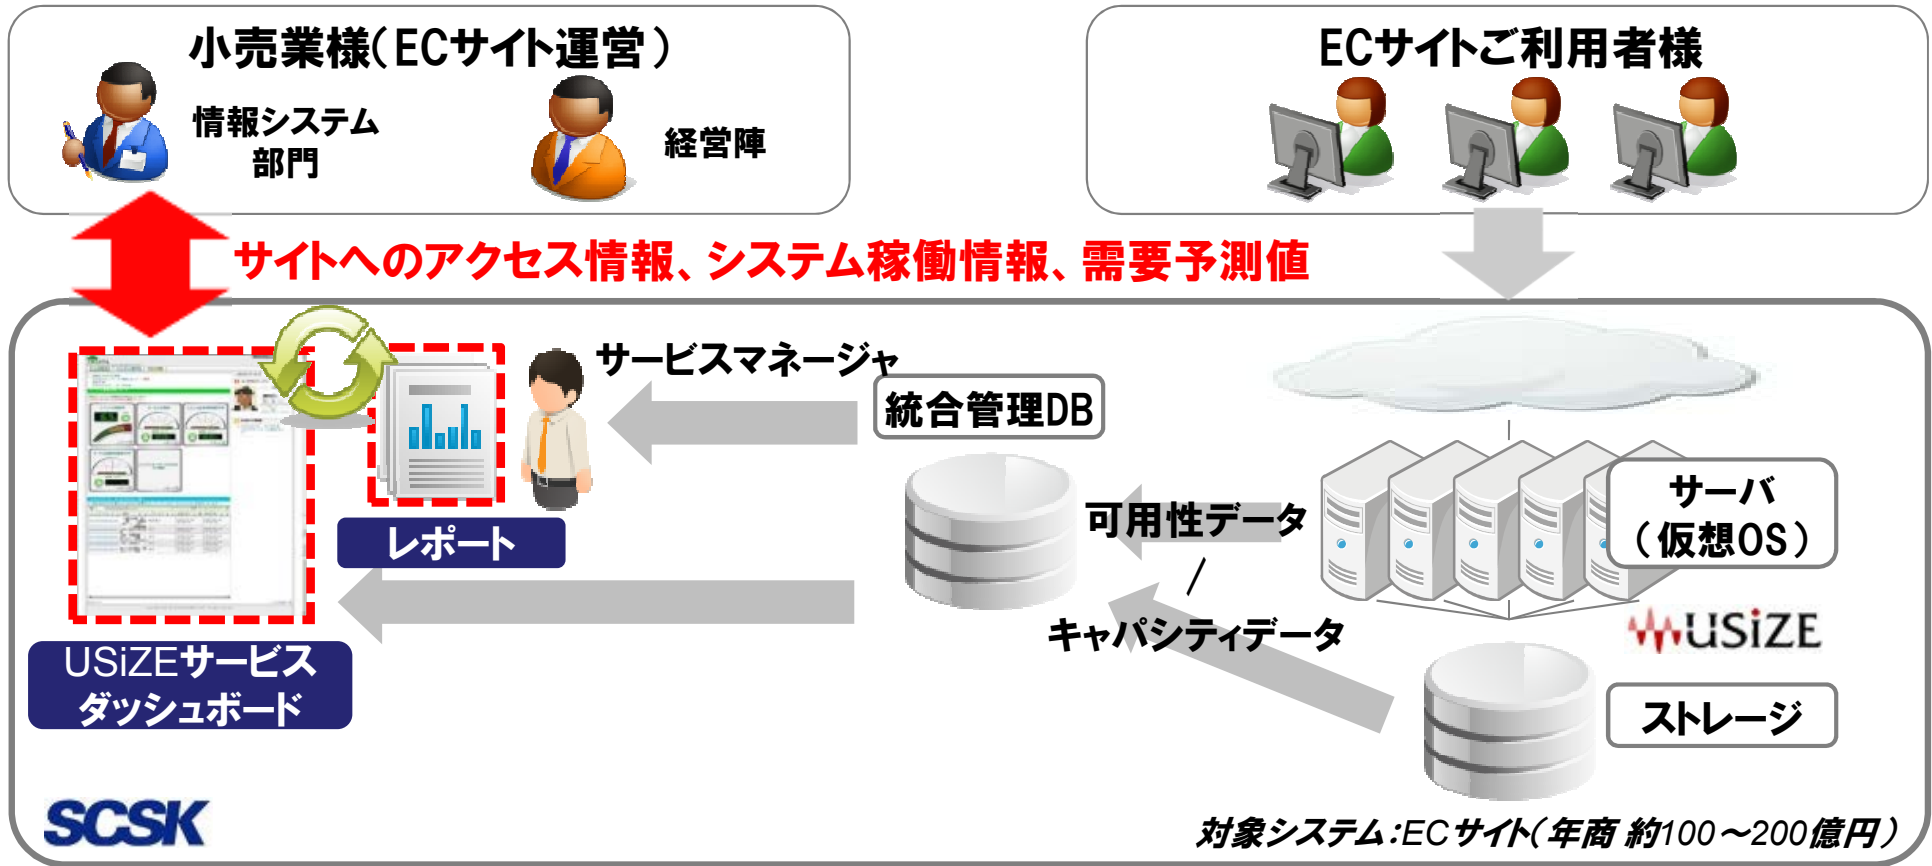 小売業様(ECサイト運営)
情報システム
部門
経営陣
ECサイトご利用者様
サイトへのアクセス情報、システム稼働情報、需要予測値
サービスマネージャ
統合管理DB
レポート
USiZEサービス
ダッシュボード
可用性データ
/
キャパシティデータ
サーバ
(仮想OS)
USiZE
ストレージ
SCSK
対象システム:ECサイト(年商 約100~200億円)